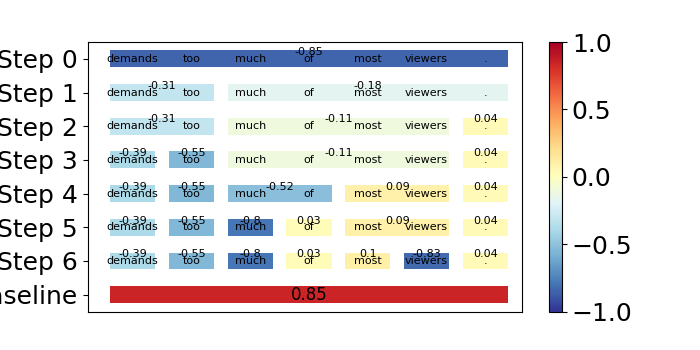 -0.85
Step 0 demands too much of most viewers .
-0.31 -0.18
Step 1 demands too much of most viewers .
-0.31 -0.11 0.04
Step 2 demands too much of most viewers .
-0.39 -0.55 -0.11 0.04
Step 3 demands too much of most viewers .
-0.39 -0.55 -0.52 0.09 0.04
Step 4 demands too much of most viewers .
-0.39 -0.55 -0.8 0.03 0.09 0.04
Step 5 demands too much of most viewers .
-0.39 -0.55 -0.8 0.03 0.1 -0.83 0.04
Step 6 demands too much of most viewers .
aseline 0.85
1.0
0.5
0.0
−0.5
−1.0